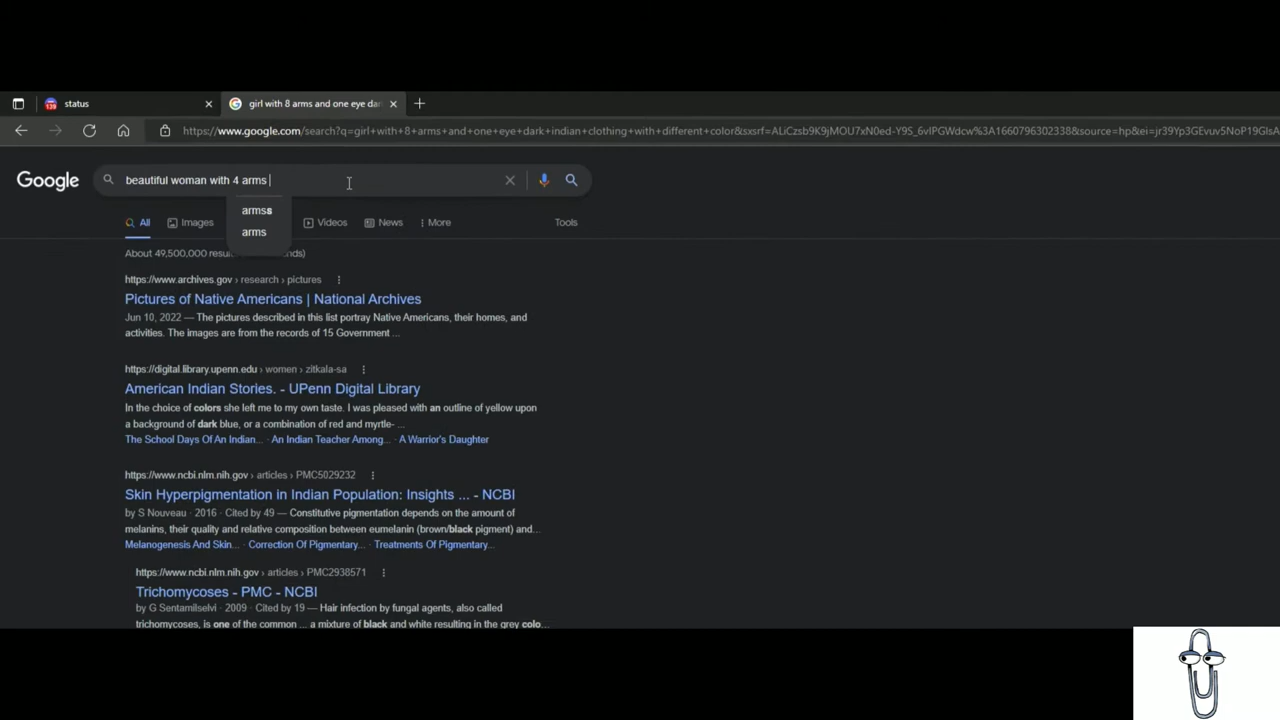 status
girl with 8 arms and one eye dar
https://www.google.com/search?q=girl+with+8+arms+and+one+eye+dark+indian+clothing+with+different+color&sxsrf=ALiCzsb9K9jMOU7xN0ed-Y9S_6vlPGWdcw%3A1660796302338&source=hp&ei=jr39Yp3GEvuv5NoP19GlsA
Google
beautiful woman with 4 arms
armss
arms
All Images Videos News More Tools
About 49,500,000 resul onds)
https://www.archives.gov › research › pictures
Pictures of Native Americans | National Archives
Jun 10, 2022 — The pictures described in this list portray Native Americans, their homes, and
activities. The images are from the records of 15 Government ...
https://digital.library.upenn.edu › women › zitkala-sa
American Indian Stories. - UPenn Digital Library
In the choice of colors she left me to my own taste. I was pleased with an outline of yellow upon
a background of dark blue, or a combination of red and myrtle- ...
The School Days Of An Indian... · An Indian Teacher Among... · A Warrior's Daughter
https://www.ncbi.nlm.nih.gov › articles › PMC5029232
Skin Hyperpigmentation in Indian Population: Insights ... - NCBI
by S Nouveau · 2016 · Cited by 49 — Constitutive pigmentation depends on the amount of
melanins, their quality and relative composition between eumelanin (brown/black pigment) and...
Melanogenesis And Skin... · Correction Of Pigmentary... · Treatments Of Pigmentary...
https://www.ncbi.nlm.nih.gov › articles › PMC2938571
Trichomycoses - PMC - NCBI
by G Sentamilselvi · 2009 · Cited by 19 — Hair infection by fungal agents, also called
trichomycoses, is one of the common ... a mixture of black and white resulting in the grey colo...